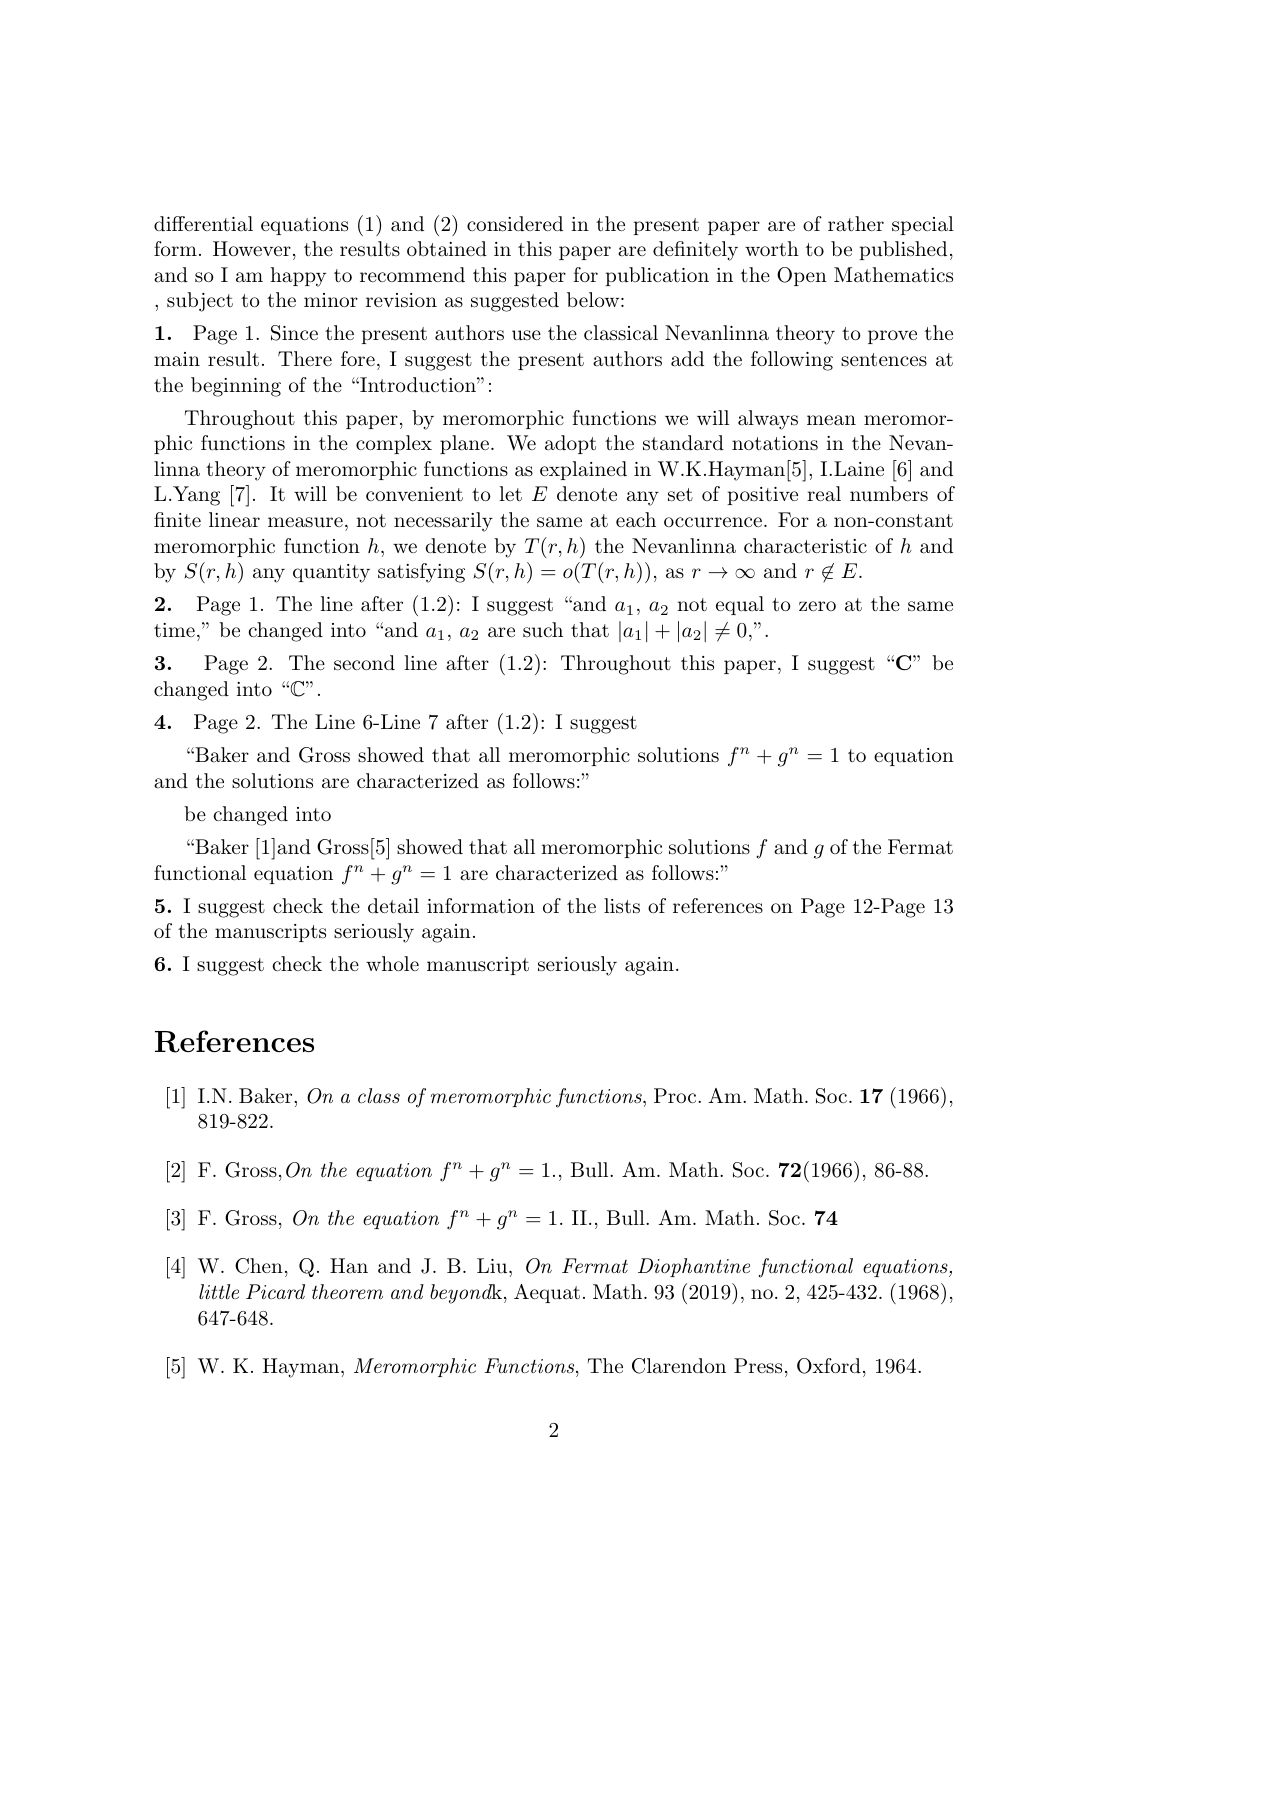 differential equations (1) and (2) considered in the present paper are of rather special
form. However, the results obtained in this paper are definitely worth to be published,
and so I am happy to recommend this paper for publication in the Open Mathematics
, subject to the minor revision as suggested below:
1. Page 1. Since the present authors use the classical Nevanlinna theory to prove the
main result. There fore, I suggest the present authors add the following sentences at
the beginning of the “Introduction”:
Throughout this paper, by meromorphic functions we will always mean meromor-
phic functions in the complex plane. We adopt the standard notations in the Nevan-
linna theory of meromorphic functions as explained in W.K.Hayman[5], I.Laine [6] and
L.Yang [7]. It will be convenient to let E denote any set of positive real numbers of
finite linear measure, not necessarily the same at each occurrence. For a non-constant
meromorphic function h, we denote by T(r, h) the Nevanlinna characteristic of h and
by S(r, h) any quantity satisfying S(r, h) = o(T(r, h)), as r → ∞ and r ∉ E.
2. Page 1. The line after (1.2): I suggest “and a₁, a₂ not equal to zero at the same
time,” be changed into “and a₁, a₂ are such that |a₁| + |a₂| ≠ 0,”.
3. Page 2. The second line after (1.2): Throughout this paper, I suggest “C” be
changed into “ℂ”.
4. Page 2. The Line 6-Line 7 after (1.2): I suggest
“Baker and Gross showed that all meromorphic solutions fⁿ + gⁿ = 1 to equation
and the solutions are characterized as follows:”
be changed into
“Baker [1]and Gross[5] showed that all meromorphic solutions f and g of the Fermat
functional equation fⁿ + gⁿ = 1 are characterized as follows:”
5. I suggest check the detail information of the lists of references on Page 12-Page 13
of the manuscripts seriously again.
6. I suggest check the whole manuscript seriously again.
References
[1] I.N. Baker, On a class of meromorphic functions, Proc. Am. Math. Soc. 17 (1966),
819-822.
[2] F. Gross,On the equation fⁿ + gⁿ = 1., Bull. Am. Math. Soc. 72(1966), 86-88.
[3] F. Gross, On the equation fⁿ + gⁿ = 1. II., Bull. Am. Math. Soc. 74
[4] W. Chen, Q. Han and J. B. Liu, On Fermat Diophantine functional equations,
little Picard theorem and beyondk, Aequat. Math. 93 (2019), no. 2, 425-432. (1968),
647-648.
[5] W. K. Hayman, Meromorphic Functions, The Clarendon Press, Oxford, 1964.
2